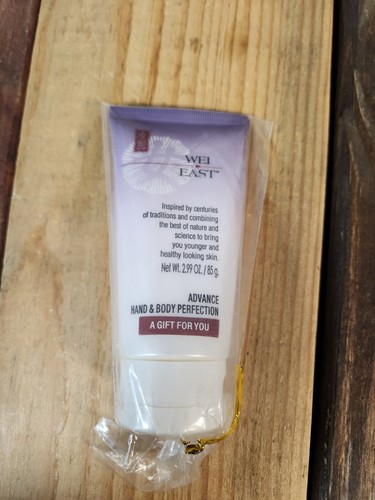 WEI
EAST™
Inspired by centuries
of traditions and combining
the best of nature and
science to bring
you younger and
healthy looking skin.
Net Wt. 2.99 OZ. / 85 g.
ADVANCE
HAND & BODY PERFECTION
A GIFT FOR YOU